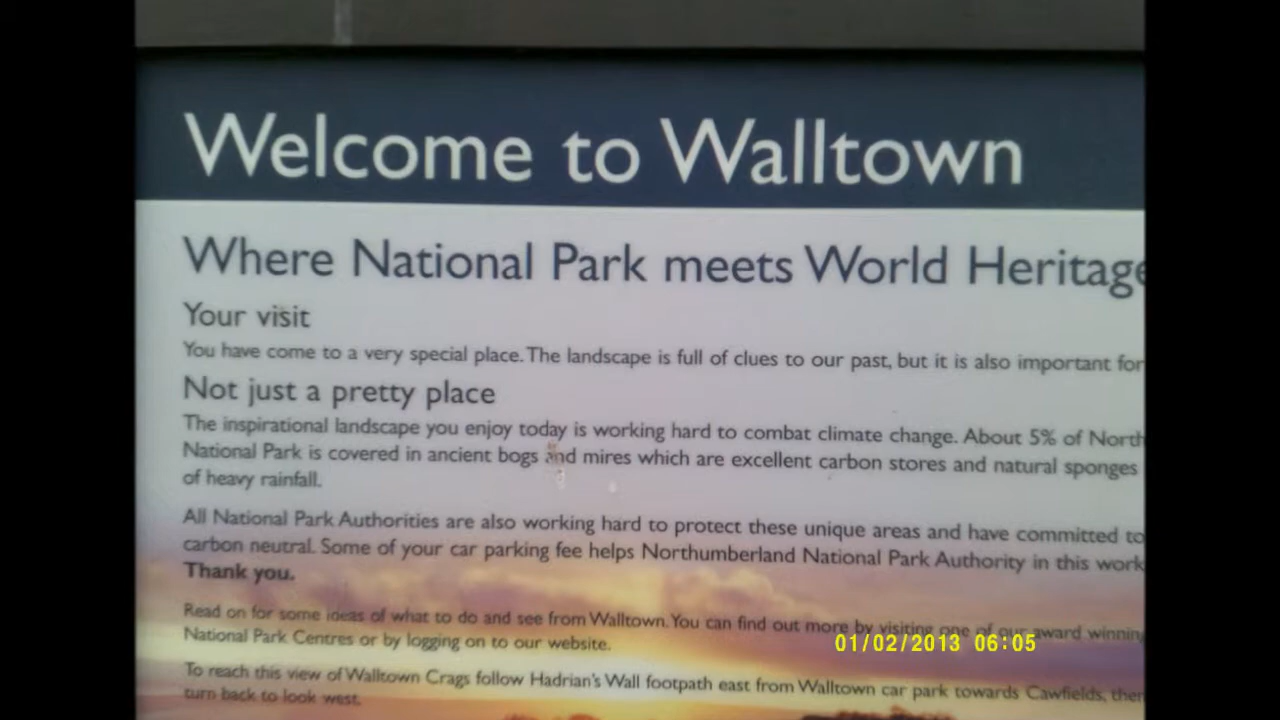 Welcome to Walltown
Where National Park meets World Heritage
Your visit
You have come to a very special place. The landscape is full of clues to our past, but it is also important for
Not just a pretty place
The inspirational landscape you enjoy today is working hard to combat climate change. About 5% of North
National Park is covered in ancient bogs and mires which are excellent carbon stores and natural sponges
of heavy rainfall.
All National Park Authorities are also working hard to protect these unique areas and have committed to
carbon neutral. Some of your car parking fee helps Northumberland National Park Authority in this work
Thank you.
Read on for some ideas of what to do and see from Walltown. You can find out more by visiting one of our award winnin
National Park Centres or by logging on to our website.
01/02/2013 06:05
To reach this view of Walltown Crags follow Hadrian's Wall footpath east from Walltown car park towards Cawfields, then
turn back to look west.